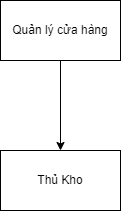 Quản lý cửa hàng
Thủ Kho